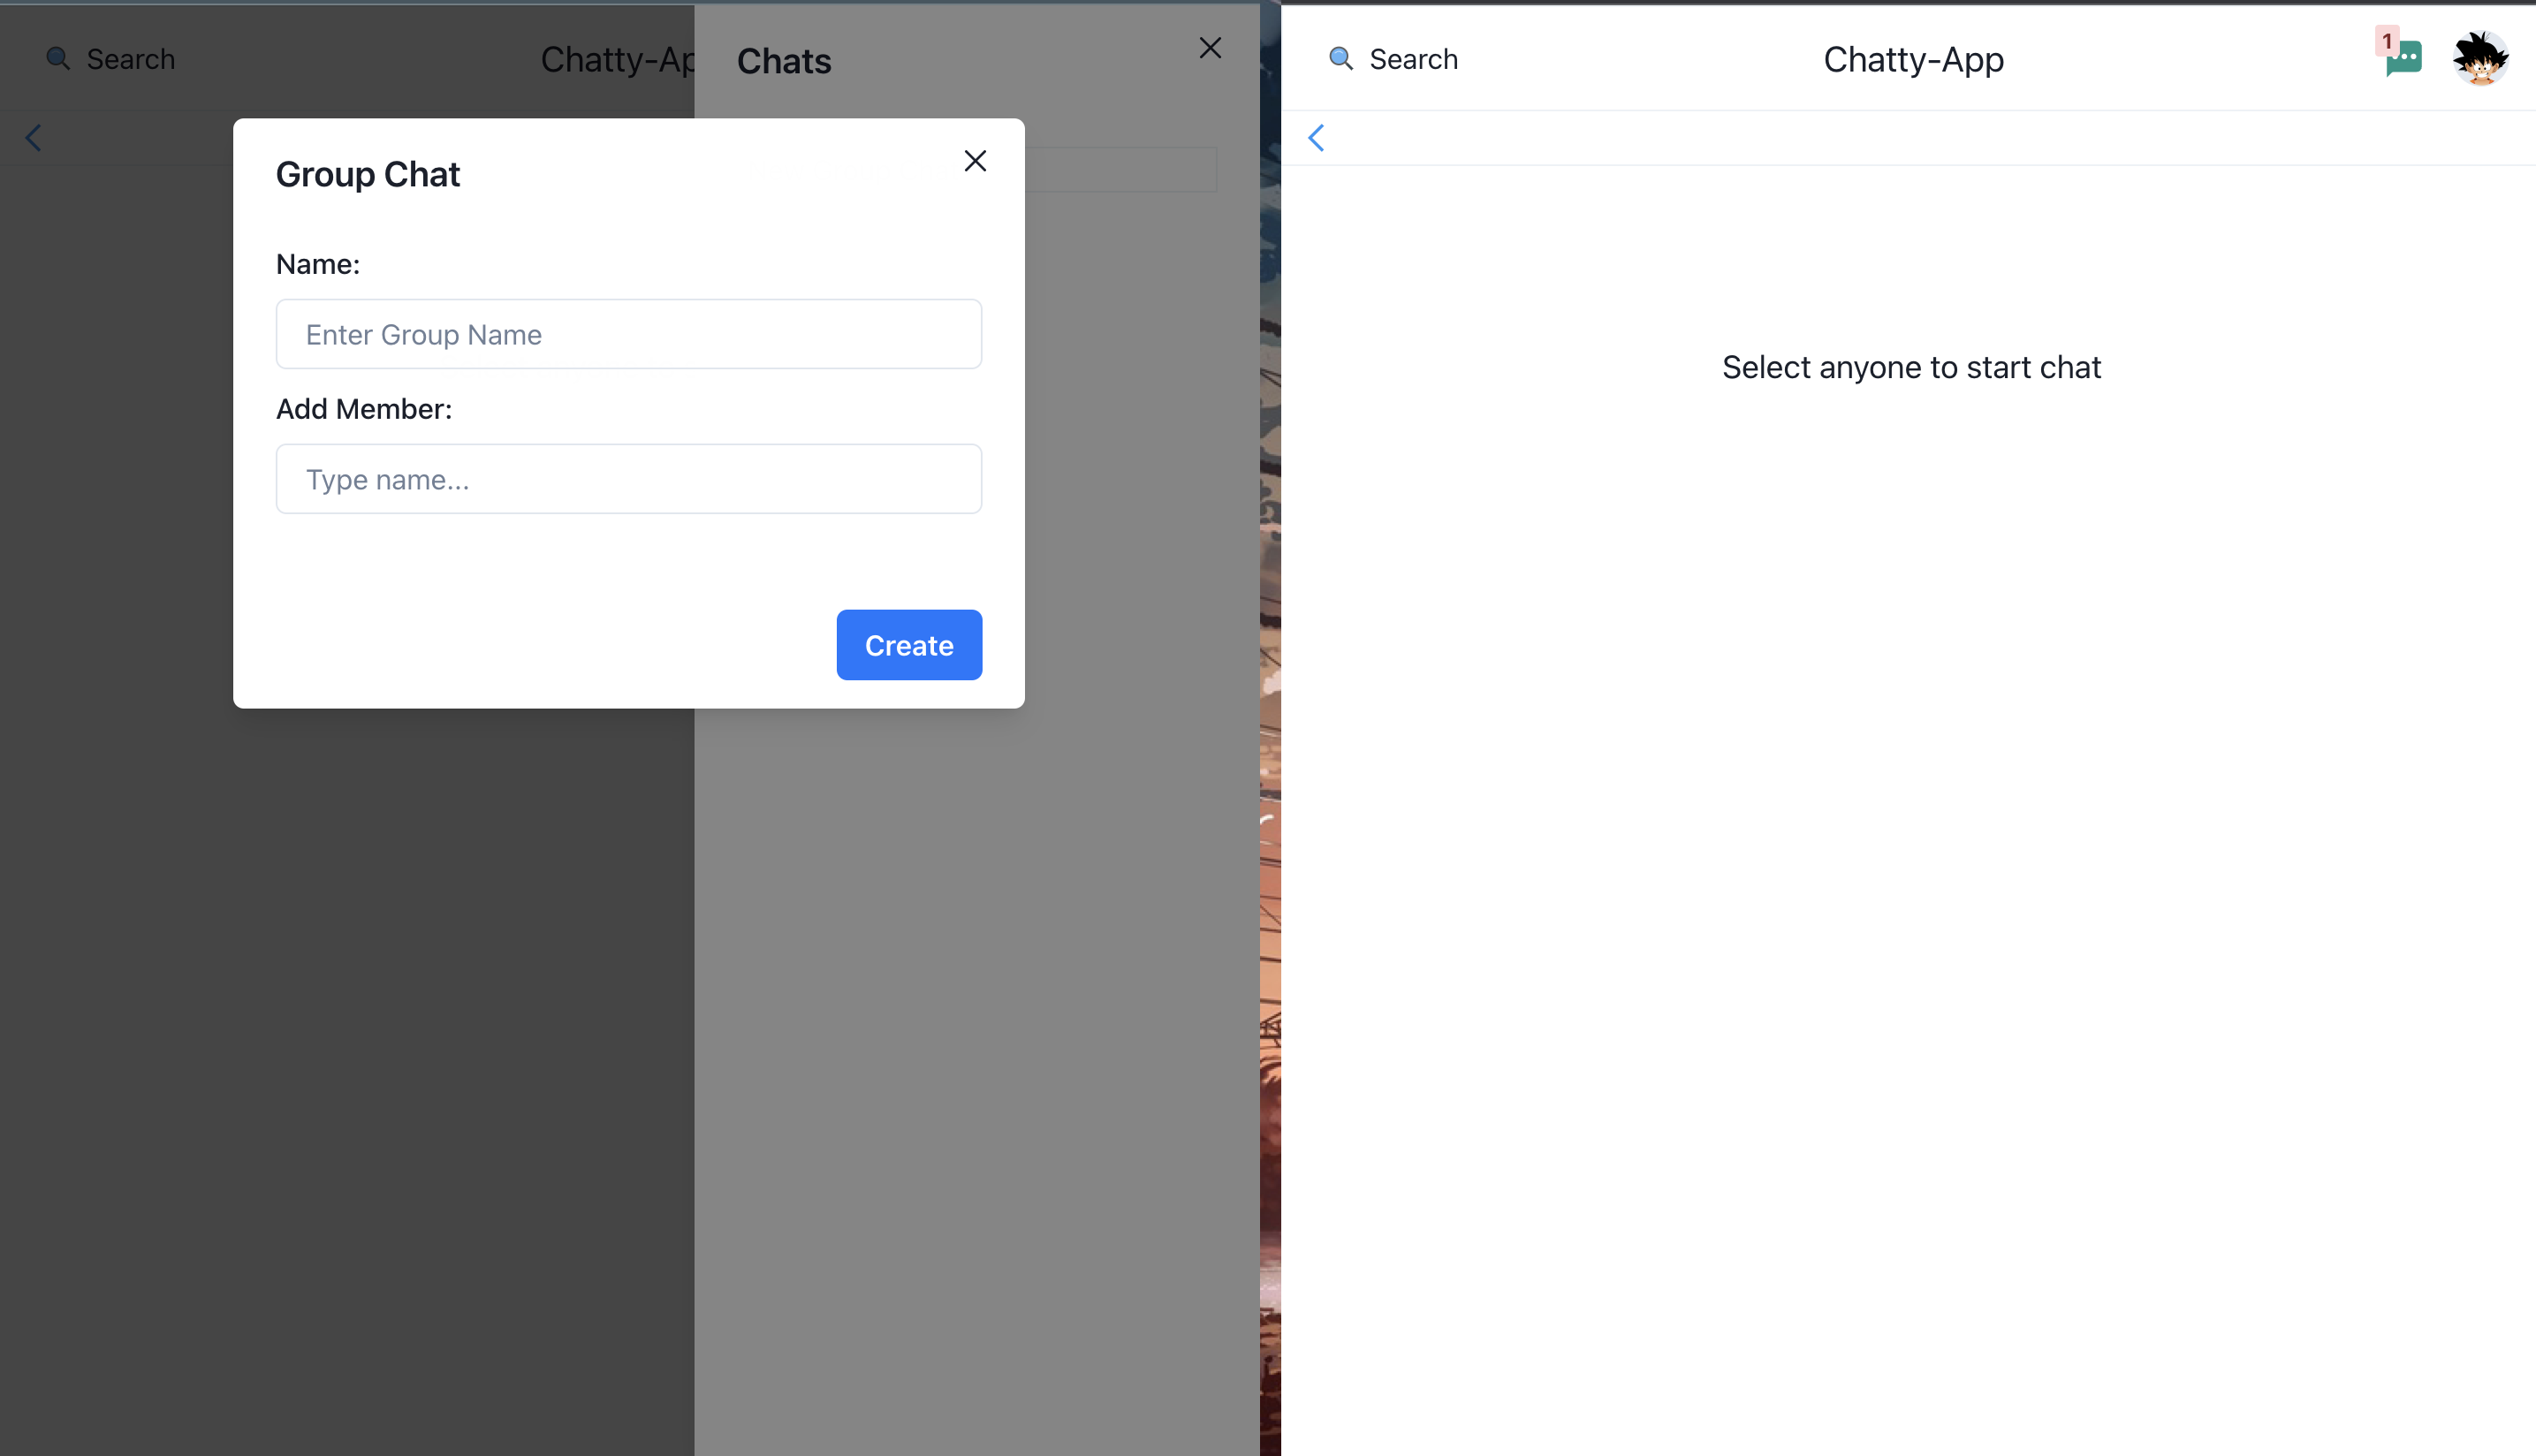 Search
Chatty-Ap
Chats
Group Chat
Name:
Enter Group Name
Add Member:
Type name...
Create
Search
Chatty-App
1
Select anyone to start chat